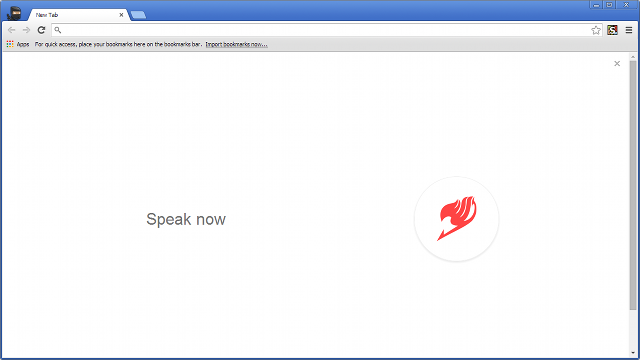 New Tab
Apps For quick access, place your bookmarks here on the bookmarks bar. Import bookmarks now...
Speak now